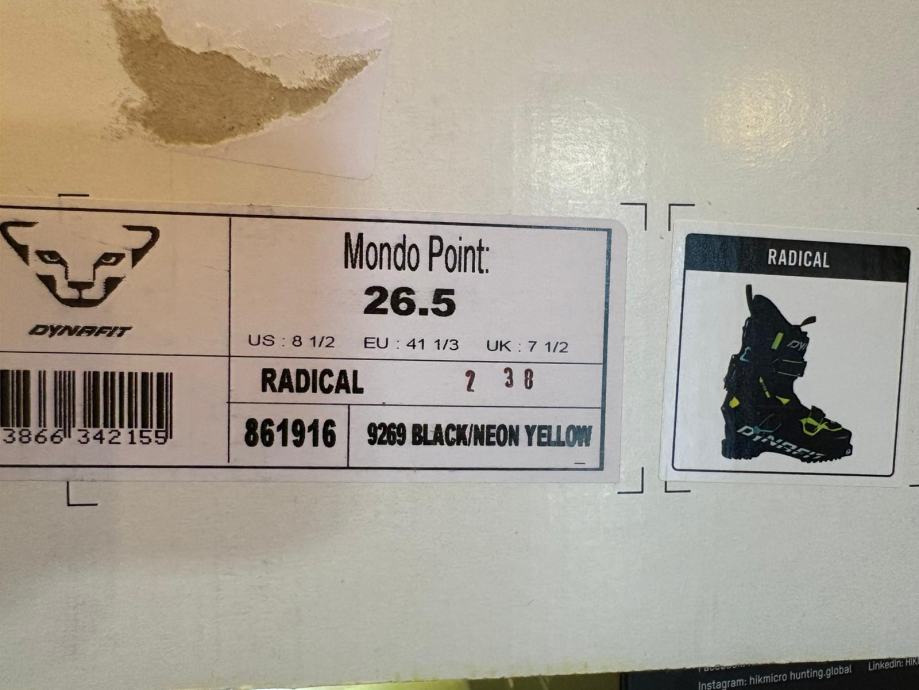 Mondo Point:
26.5
DYNAFIT
US : 8 1/2 EU : 41 1/3 UK : 7 1/2
RADICAL 2 38
3866 342155
861916 9269 BLACK/NEON YELLOW
RADICAL
DYNAFIT
Instagram: hikmicro hunting.global Linkedin: